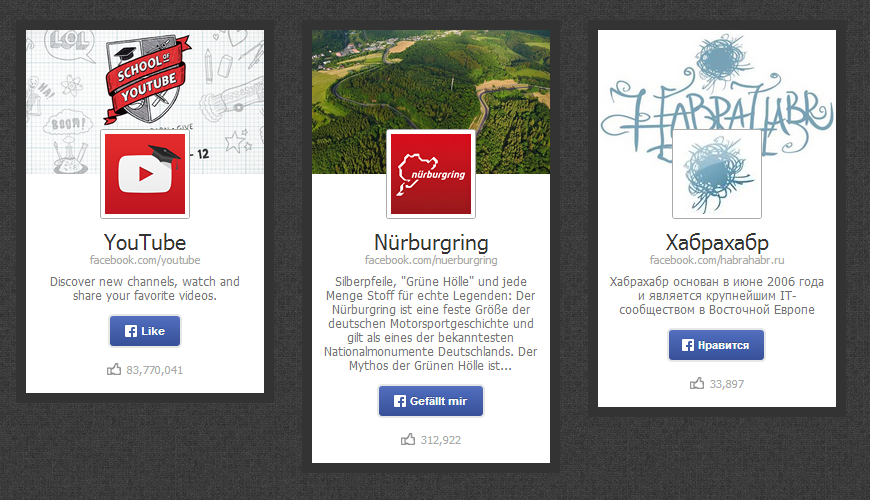 LOL
SCHOOL OF
YOUTUBE
HA!
BOOM!
- 12
YouTube
facebook.com/youtube
Discover new channels, watch and
share your favorite videos.
Like
83,770,041
nürburgring
Nürburgring
facebook.com/nuerburgring
Silberpfeile, "Grüne Hölle" und jede
Menge Stoff für echte Legenden: Der
Nürburgring ist eine feste Größe der
deutschen Motorsportgeschichte und
gilt als eines der bekanntesten
Nationalmonumente Deutschlands. Der
Mythos der Grünen Hölle ist...
Gefällt mir
312,922
HABRAHABR
Хабрахабр
facebook.com/habrahabr.ru
Хабрахабр основан в июне 2006 года
и является крупнейшим IT-
сообществом в Восточной Европе
Нравится
33,897